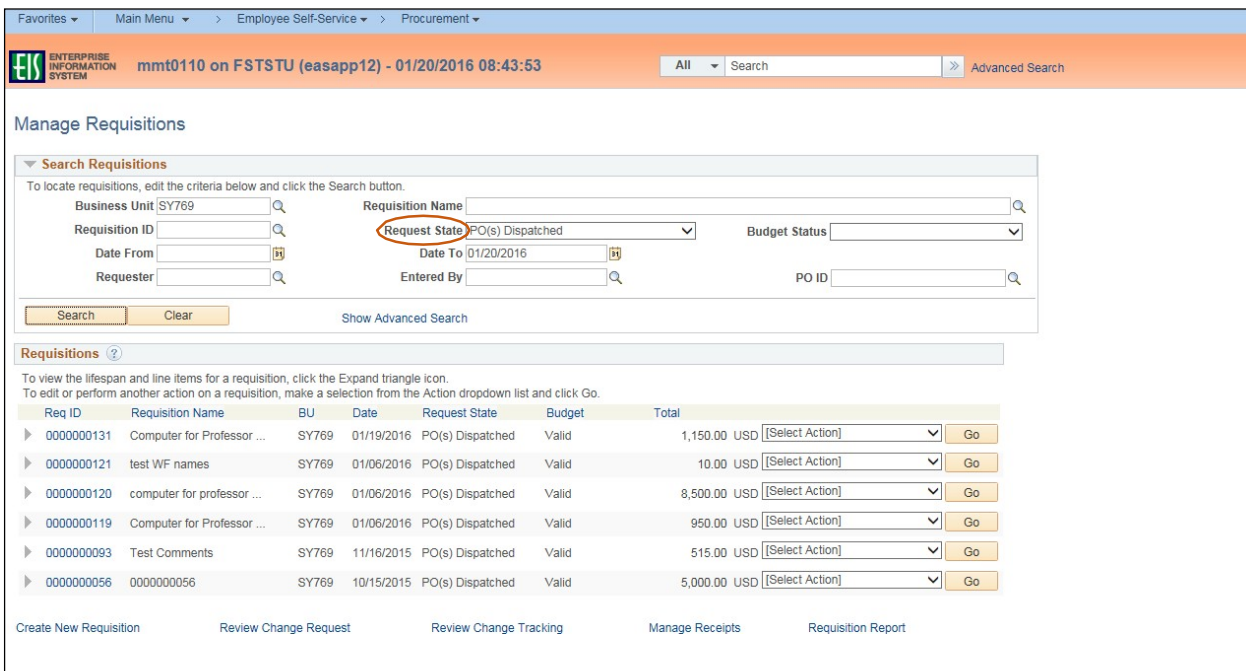 Favorites Main Menu > Employee Self-Service > Procurement
EIS ENTERPRISE INFORMATION SYSTEM mmt0110 on FSTSTU (easapp12) - 01/20/2016 08:43:53 All Search » Advanced Search
Manage Requisitions
Search Requisitions
To locate requisitions, edit the criteria below and click the Search button.
Business Unit SY769 Requisition Name
Requisition ID Request State PO(s) Dispatched Budget Status
Date From 31 Date To 01/20/2016 31
Requester Entered By PO ID
Search Clear Show Advanced Search
Requisitions ?
To view the lifespan and line items for a requisition, click the Expand triangle icon.
To edit or perform another action on a requisition, make a selection from the Action dropdown list and click Go.
Req ID Requisition Name BU Date Request State Budget Total
0000000131 Computer for Professor ... SY769 01/19/2016 PO(s) Dispatched Valid 1,150.00 USD [Select Action] Go
0000000121 test WF names SY769 01/06/2016 PO(s) Dispatched Valid 10.00 USD [Select Action] Go
0000000120 computer for professor ... SY769 01/06/2016 PO(s) Dispatched Valid 8,500.00 USD [Select Action] Go
0000000119 Computer for Professor ... SY769 01/06/2016 PO(s) Dispatched Valid 950.00 USD [Select Action] Go
0000000093 Test Comments SY769 11/16/2015 PO(s) Dispatched Valid 515.00 USD [Select Action] Go
0000000056 0000000056 SY769 10/15/2015 PO(s) Dispatched Valid 5,000.00 USD [Select Action] Go
Create New Requisition Review Change Request Review Change Tracking Manage Receipts Requisition Report